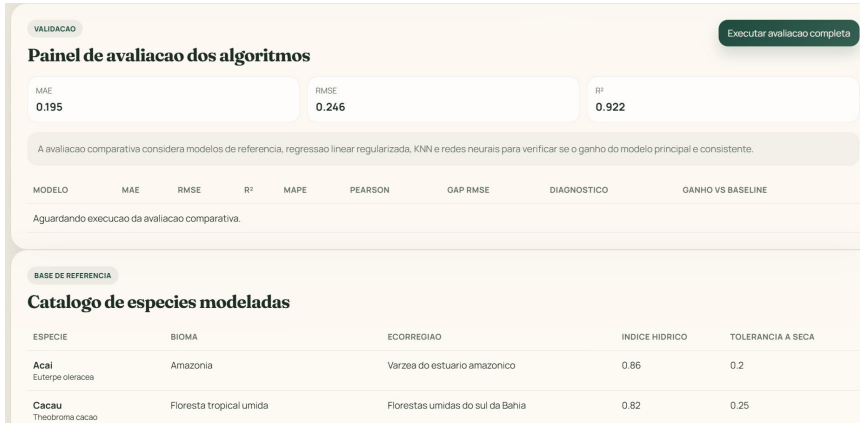 VALIDACAO
Executar avaliacao completa
Painel de avaliacao dos algoritmos
MAE
0.195
RMSE
0.246
R²
0.922
A avaliacao comparativa considera modelos de referencia, regressao linear regularizada, KNN e redes neurais para verificar se o ganho do modelo principal e consistente.
MODELO MAE RMSE R² MAPE PEARSON GAP RMSE DIAGNOSTICO GANHO VS BASELINE
Aguardando execucao da avaliacao comparativa.
BASE DE REFERENCIA
Catalogo de especies modeladas
ESPECIE BIOMA ECORREGIAO INDICE HIDRICO TOLERANCIA A SECA
Acai Amazonia Varzea do estuario amazonico 0.86 0.2
Euterpe oleracea
Cacau Floresta tropical umida Florestas umidas do sul da Bahia 0.82 0.25
Theobroma cacao